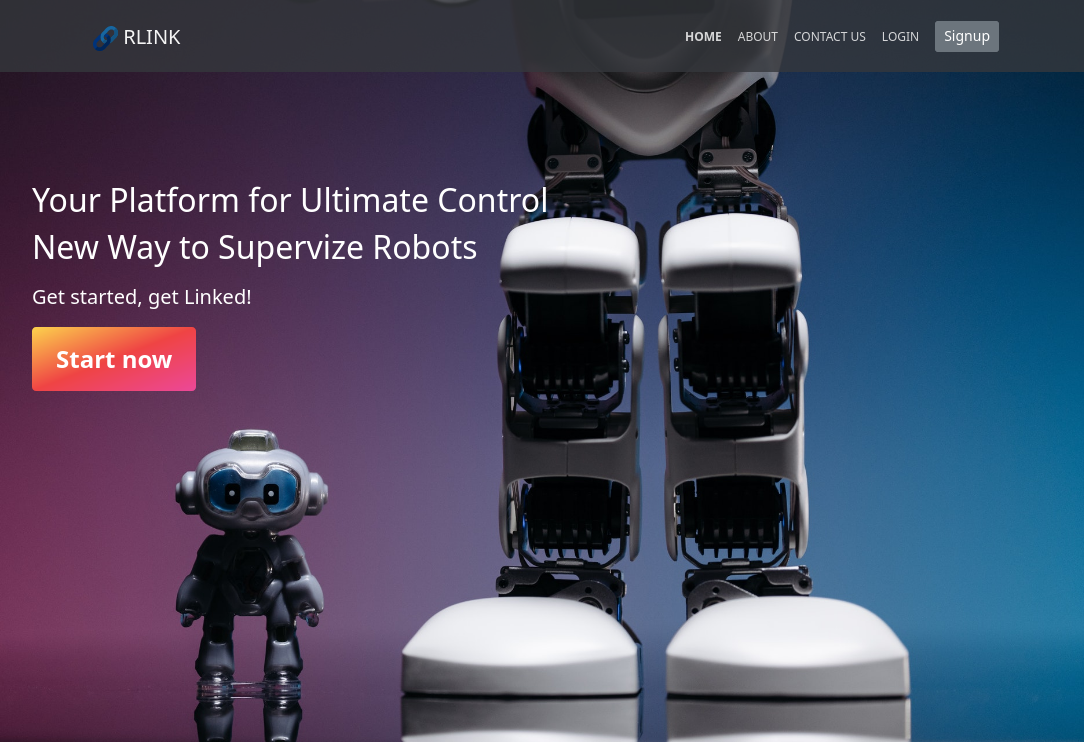 RLINK
HOME ABOUT CONTACT US LOGIN Signup
Your Platform for Ultimate Control
New Way to Supervize Robots
Get started, get Linked!
Start now